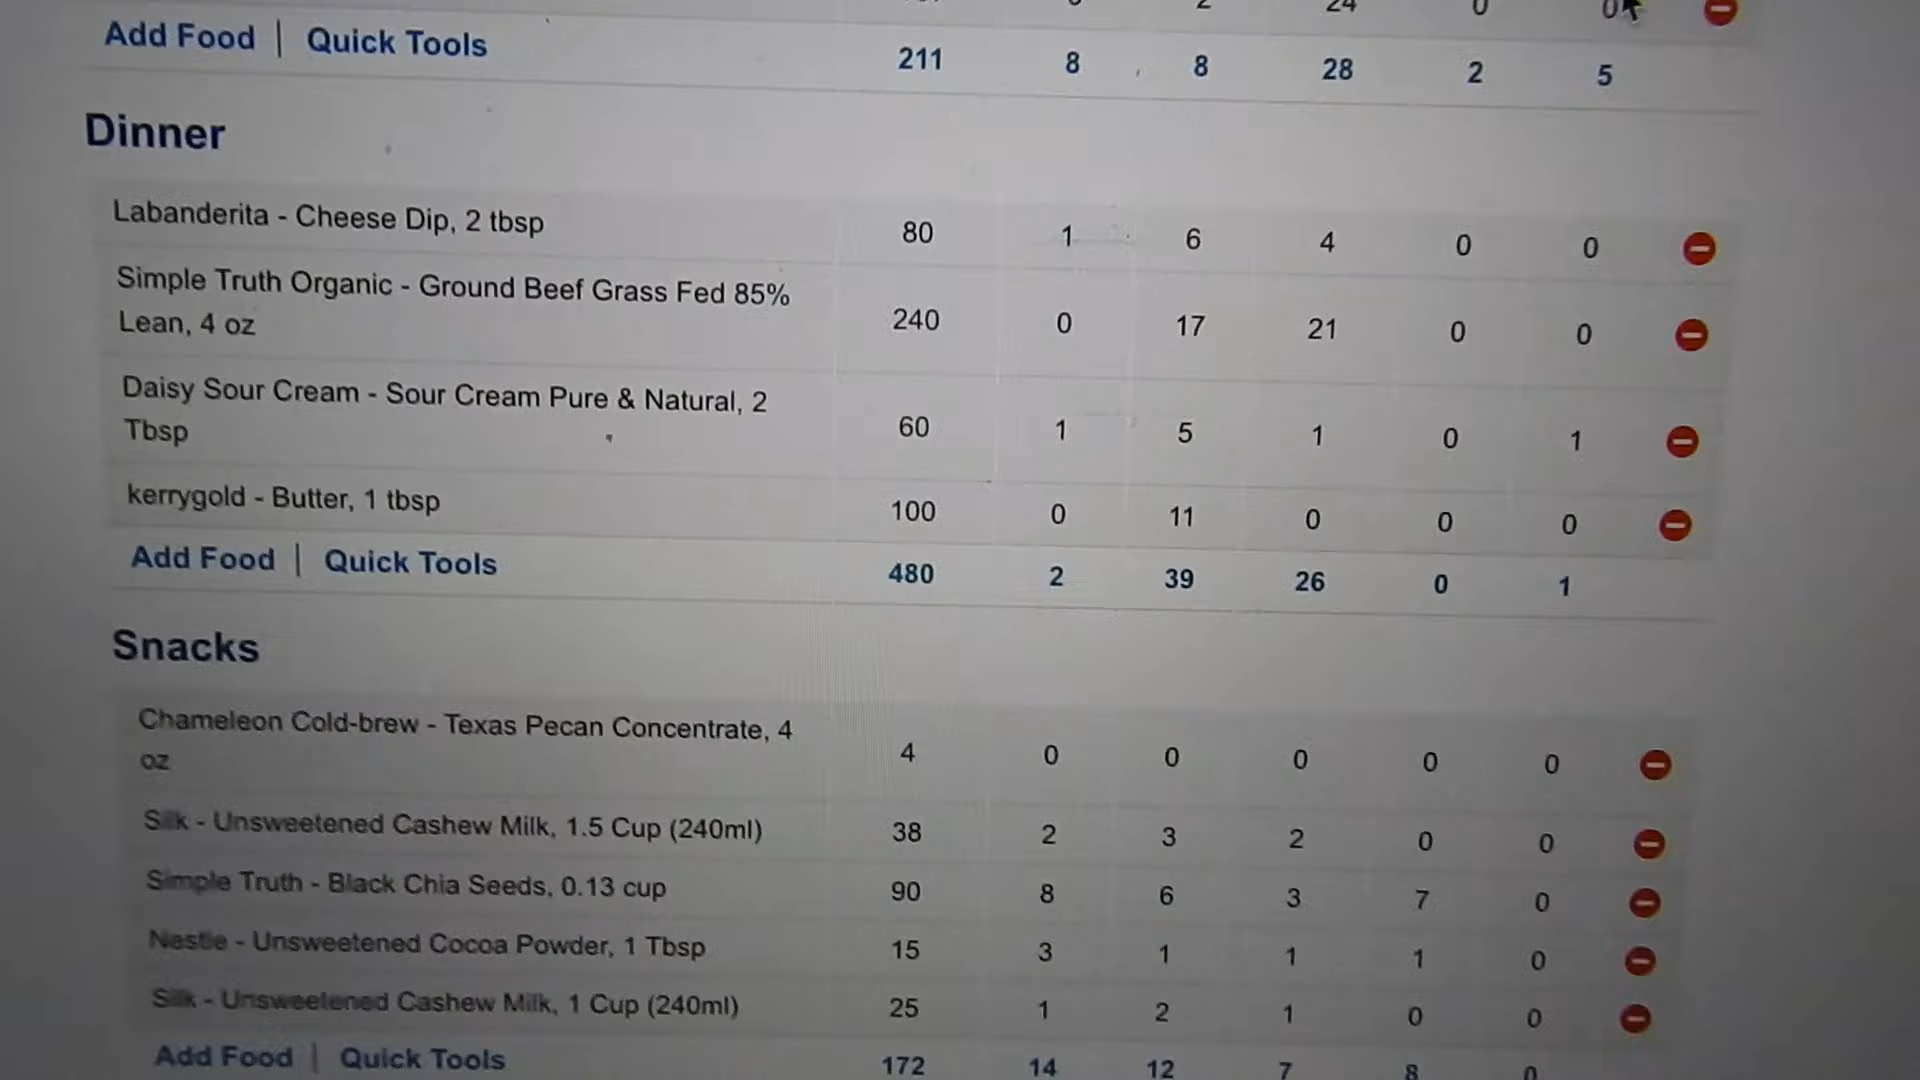 2 24 0 0
Add Food | Quick Tools 211 8 8 28 2 5
Dinner
Labanderita - Cheese Dip, 2 tbsp 80 1 6 4 0 0
Simple Truth Organic - Ground Beef Grass Fed 85%
Lean, 4 oz 240 0 17 21 0 0
Daisy Sour Cream - Sour Cream Pure & Natural, 2
Tbsp 60 1 5 1 0 1
kerrygold - Butter, 1 tbsp 100 0 11 0 0 0
Add Food | Quick Tools 480 2 39 26 0 1
Snacks
Chameleon Cold-brew - Texas Pecan Concentrate, 4
oz 4 0 0 0 0 0
Silk - Unsweetened Cashew Milk, 1.5 Cup (240ml) 38 2 3 2 0 0
Simple Truth - Black Chia Seeds, 0.13 cup 90 8 6 3 7 0
Nestle - Unsweetened Cocoa Powder, 1 Tbsp 15 3 1 1 1 0
Silk - Unsweetened Cashew Milk, 1 Cup (240ml) 25 1 2 1 0 0
Add Food | Quick Tools 172 14 12 7 8 0